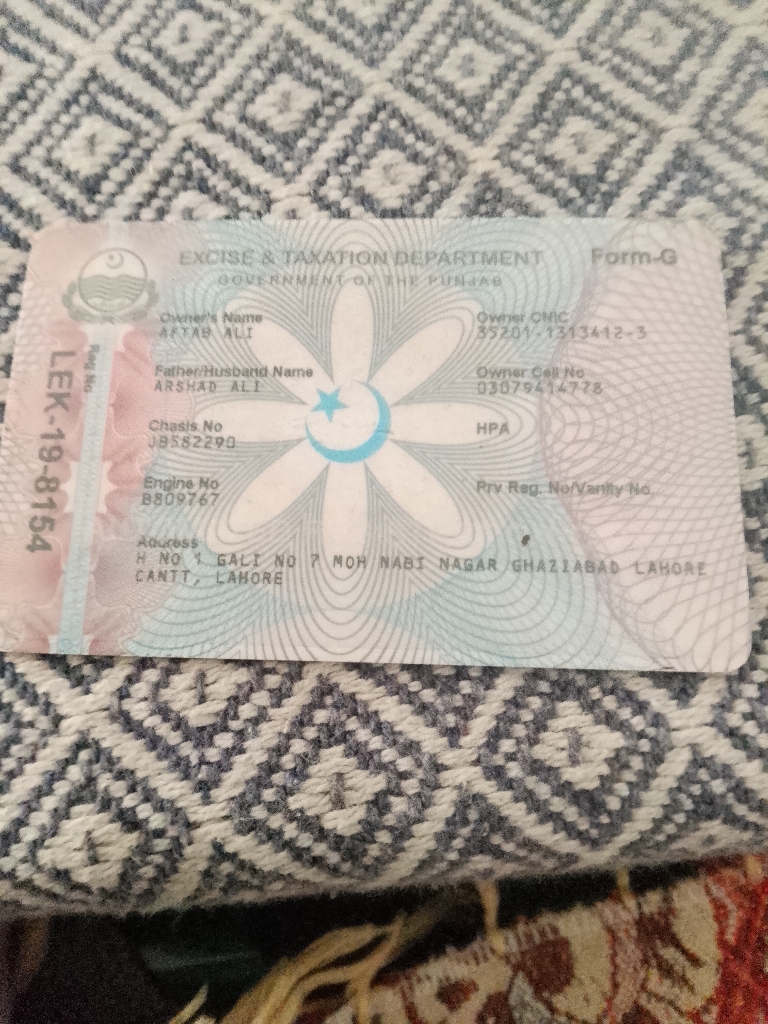 EXCISE & TAXATION DEPARTMENT
Form-G
GOVERNMENT OF THE PUNJAB
Owner's Name
AFTAB ALI
Owner CNIC
35201-1313412-3
Father/Husband Name
ARSHAD ALI
Owner Cell No
03079414778
Chasis No
JB582290
HPA
Engine No
B809767
Prv Reg. No/Vanity No
Address
H NO 1 GALI NO 7 MOH NABI NAGAR GHAZIABAD LAHORE
CANTT, LAHORE
Reg No
LEK-19-8154